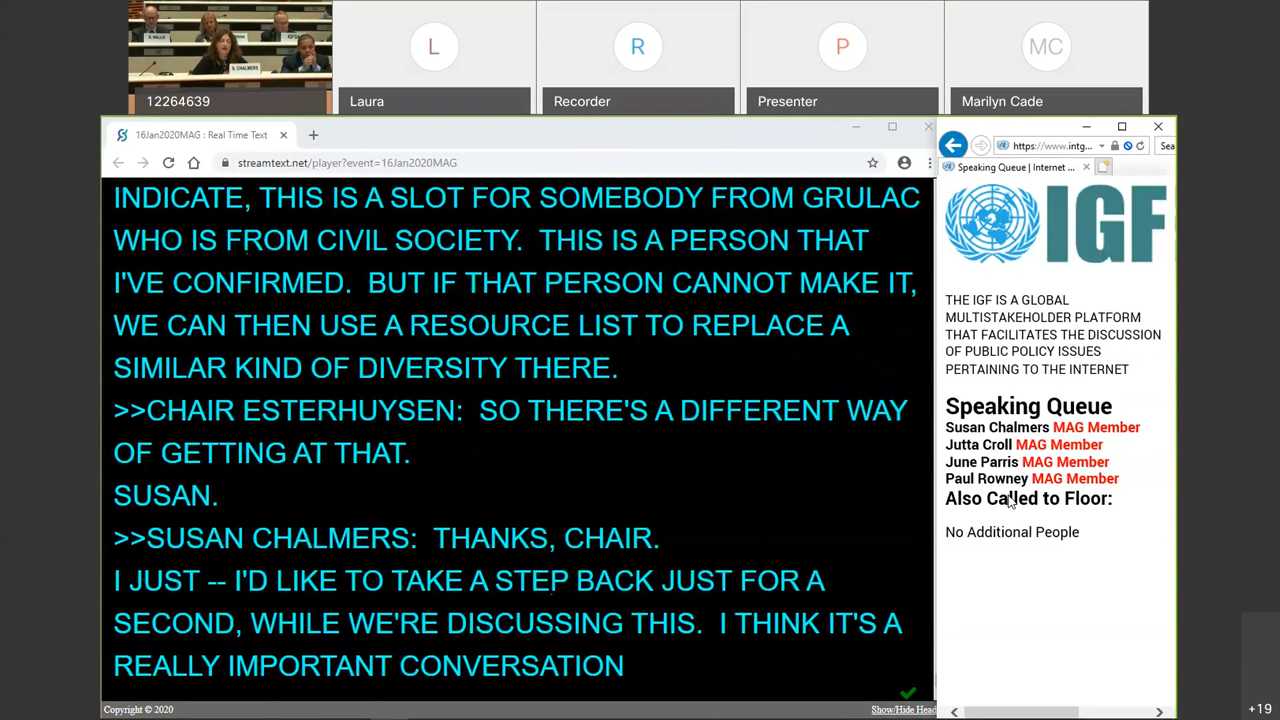 D. WALLIS
S. CHALMERS
L
R
P
MC
12264639
Laura
Recorder
Presenter
Marilyn Cade
16Jan2020MAG : Real Time Text
streamtext.net/player?event=16Jan2020MAG
INDICATE, THIS IS A SLOT FOR SOMEBODY FROM GRULAC
WHO IS FROM CIVIL SOCIETY.  THIS IS A PERSON THAT
I'VE CONFIRMED.  BUT IF THAT PERSON CANNOT MAKE IT,
WE CAN THEN USE A RESOURCE LIST TO REPLACE A
SIMILAR KIND OF DIVERSITY THERE.
>>CHAIR ESTERHUYSEN:  SO THERE'S A DIFFERENT WAY
OF GETTING AT THAT.
SUSAN.
>>SUSAN CHALMERS:  THANKS, CHAIR.
I JUST -- I'D LIKE TO TAKE A STEP BACK JUST FOR A
SECOND, WHILE WE'RE DISCUSSING THIS.  I THINK IT'S A
REALLY IMPORTANT CONVERSATION
Copyright © 2020
Show/Hide Head
https://www.intg...
Sea
Speaking Queue | Internet ...
IGF
THE IGF IS A GLOBAL
MULTISTAKEHOLDER PLATFORM
THAT FACILITATES THE DISCUSSION
OF PUBLIC POLICY ISSUES
PERTAINING TO THE INTERNET
Speaking Queue
Susan Chalmers MAG Member
Jutta Croll MAG Member
June Parris MAG Member
Paul Rowney MAG Member
Also Called to Floor:
No Additional People
+19